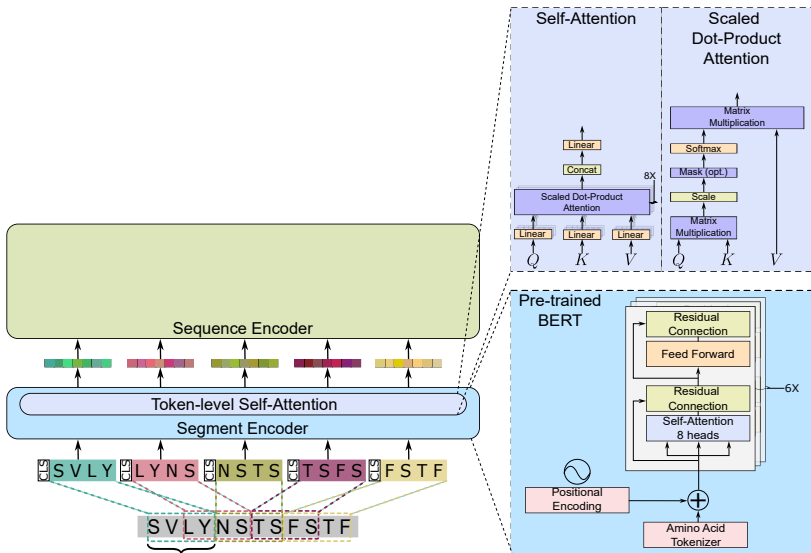 Self-Attention
Linear
Concat
8X
Scaled Dot-Product
Attention
Linear
Linear
Linear
Q
K
V
Scaled
Dot-Product
Attention
Matrix
Multiplication
Softmax
Mask (opt.)
Scale
Matrix
Multiplication
Q
K
V
Sequence Encoder
Token-level Self-Attention
Segment Encoder
CLS S V L Y
CLS L Y N S
CLS N S T S
CLS T S F S
CLS F S T F
S V L Y N S T S F S T F
Pre-trained
BERT
Residual
Connection
Feed Forward
6X
Residual
Connection
Self-Attention
8 heads
Positional
Encoding
Amino Acid
Tokenizer